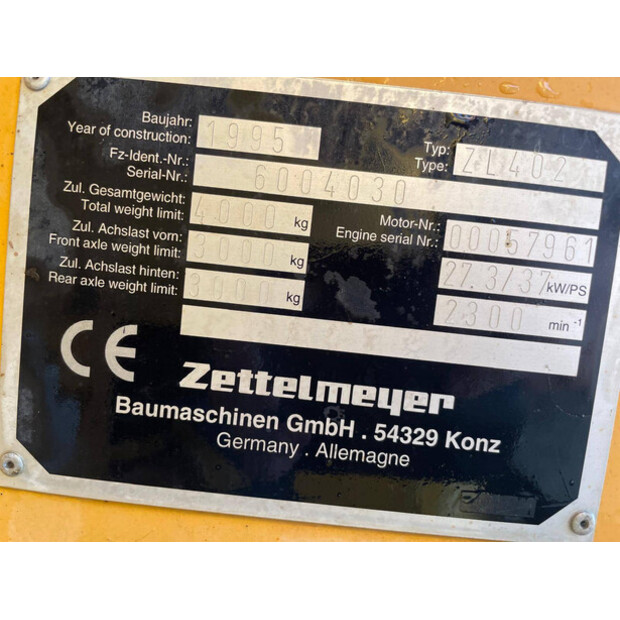 Baujahr:
Year of construction: 1995
Typ:
Type: ZL402
Fz-Ident.-Nr.:
Serial-Nr.: 6004030
Zul. Gesamtgewicht:
Total weight limit: 4000 kg
Motor-Nr.:
Engine serial Nr.: 00057961
Zul. Achslast vorn:
Front axle weight limit: 3000 kg
27.3/37 kW/PS
Zul. Achslast hinten:
Rear axle weight limit: 3000 kg
2300 min -1
CE
Zettelmeyer
Baumaschinen GmbH . 54329 Konz
Germany . Allemagne